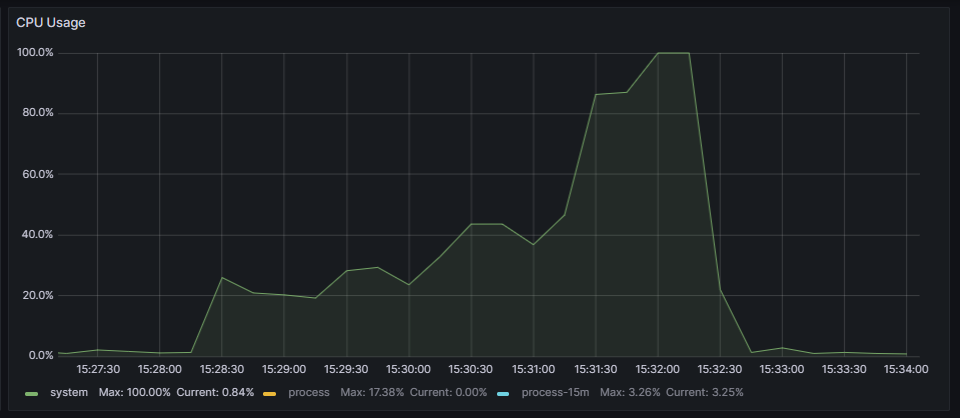 CPU Usage
100.0%
80.0%
60.0%
40.0%
20.0%
0.0%
15:27:30 15:28:00 15:28:30 15:29:00 15:29:30 15:30:00 15:30:30 15:31:00 15:31:30 15:32:00 15:32:30 15:33:00 15:33:30 15:34:00
system Max: 100.00% Current: 0.84% process Max: 17.38% Current: 0.00% process-15m Max: 3.26% Current: 3.25%